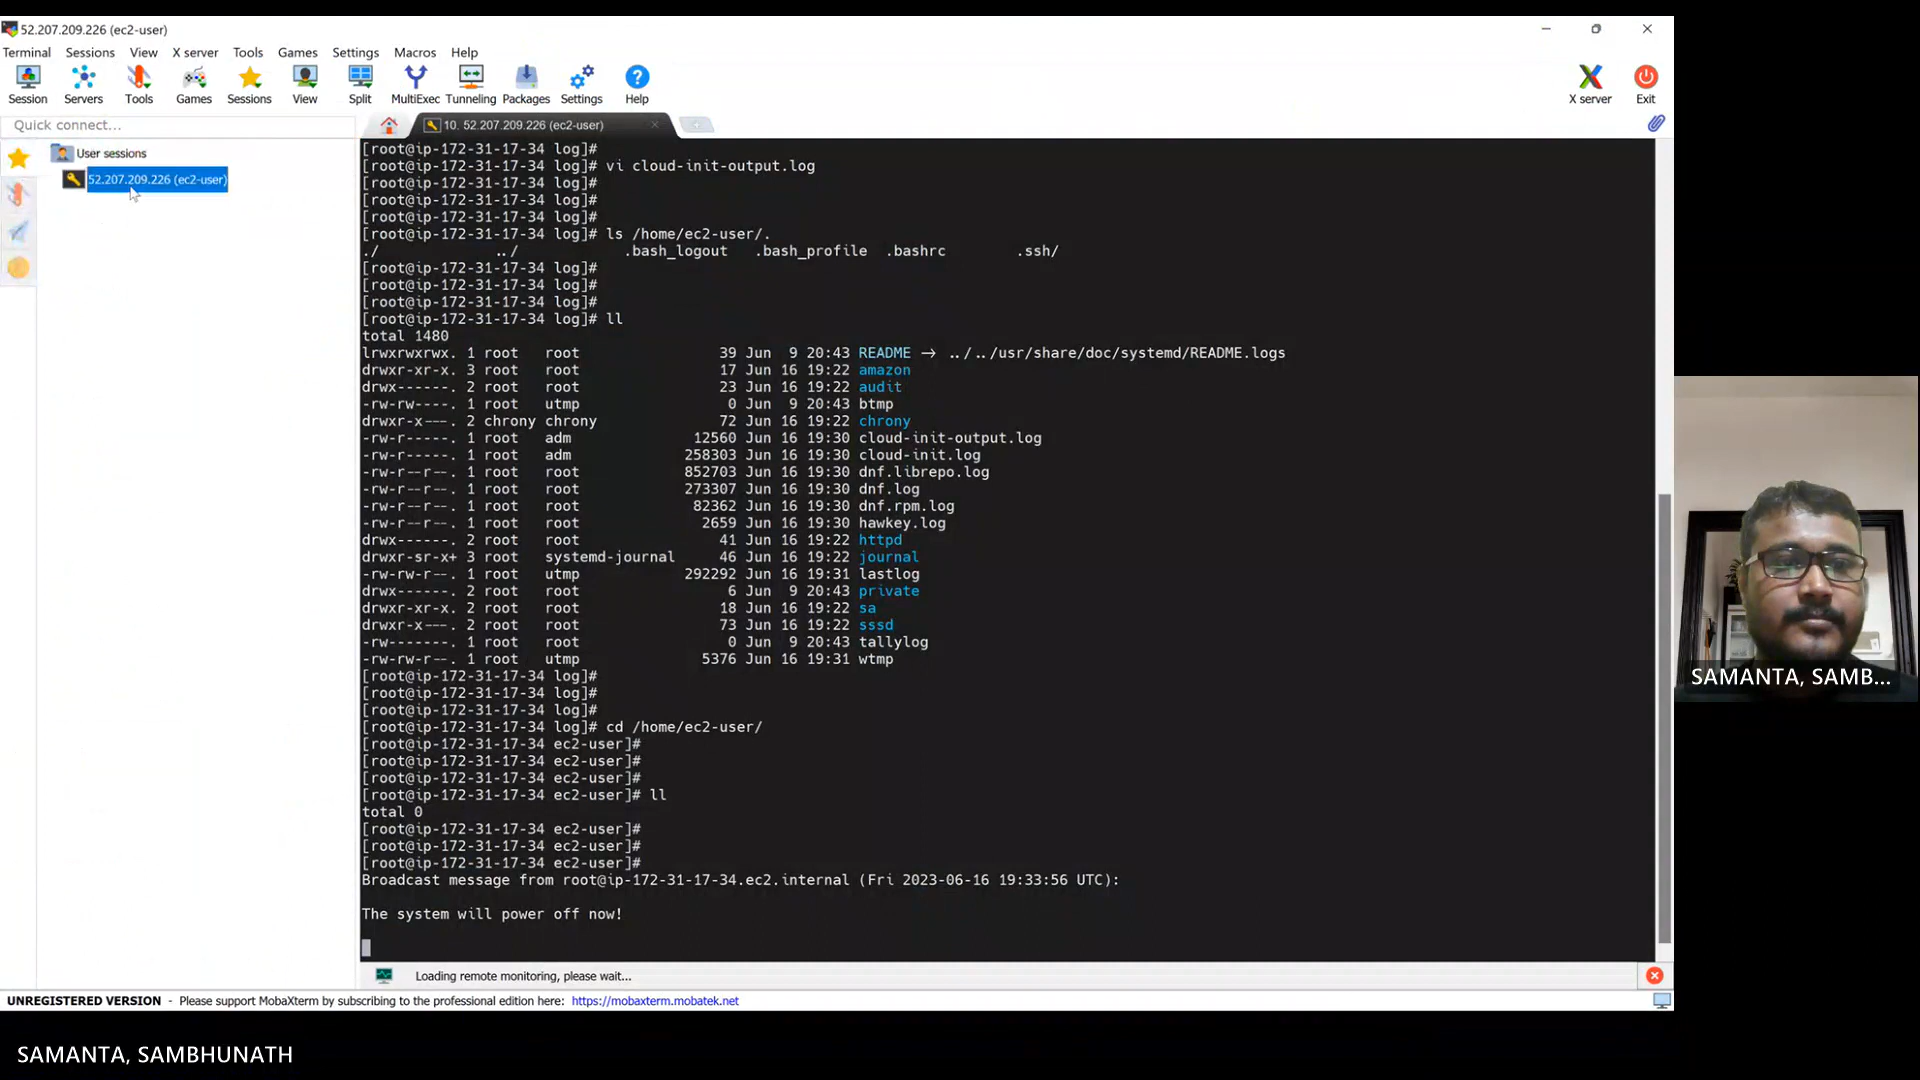 52.207.209.226 (ec2-user)
Terminal Sessions View X server Tools Games Settings Macros Help
Session Servers Tools Games Sessions View Split MultiExec Tunneling Packages Settings Help X server Exit
Quick connect...
10. 52.207.209.226 (ec2-user)
User sessions
52.207.209.226 (ec2-user)
[root@ip-172-31-17-34 log]#
[root@ip-172-31-17-34 log]# vi cloud-init-output.log
[root@ip-172-31-17-34 log]#
[root@ip-172-31-17-34 log]#
[root@ip-172-31-17-34 log]#
[root@ip-172-31-17-34 log]# ls /home/ec2-user/.
./ ../ .bash_logout .bash_profile .bashrc .ssh/
[root@ip-172-31-17-34 log]#
[root@ip-172-31-17-34 log]#
[root@ip-172-31-17-34 log]#
[root@ip-172-31-17-34 log]# ll
total 1480
lrwxrwxrwx. 1 root root 39 Jun 9 20:43 README -> ../../usr/share/doc/systemd/README.logs
drwxr-xr-x. 3 root root 17 Jun 16 19:22 amazon
drwx------. 2 root root 23 Jun 16 19:22 audit
-rw-rw----. 1 root utmp 0 Jun 9 20:43 btmp
drwxr-x---. 2 chrony chrony 72 Jun 16 19:22 chrony
-rw-r-----. 1 root adm 12560 Jun 16 19:30 cloud-init-output.log
-rw-r-----. 1 root adm 258303 Jun 16 19:30 cloud-init.log
-rw-r--r--. 1 root root 852703 Jun 16 19:30 dnf.librepo.log
-rw-r--r--. 1 root root 273307 Jun 16 19:30 dnf.log
-rw-r--r--. 1 root root 82362 Jun 16 19:30 dnf.rpm.log
-rw-r--r--. 1 root root 2659 Jun 16 19:30 hawkey.log
drwx------. 2 root root 41 Jun 16 19:22 httpd
drwxr-sr-x+ 3 root systemd-journal 46 Jun 16 19:22 journal
-rw-rw-r--. 1 root utmp 292292 Jun 16 19:31 lastlog
drwx------. 2 root root 6 Jun 9 20:43 private
drwxr-xr-x. 2 root root 18 Jun 16 19:22 sa
drwxr-x---. 2 root root 73 Jun 16 19:22 sssd
-rw-------. 1 root root 0 Jun 9 20:43 tallylog
-rw-rw-r--. 1 root utmp 5376 Jun 16 19:31 wtmp
[root@ip-172-31-17-34 log]#
[root@ip-172-31-17-34 log]#
[root@ip-172-31-17-34 log]#
[root@ip-172-31-17-34 log]# cd /home/ec2-user/
[root@ip-172-31-17-34 ec2-user]#
[root@ip-172-31-17-34 ec2-user]#
[root@ip-172-31-17-34 ec2-user]#
[root@ip-172-31-17-34 ec2-user]# ll
total 0
[root@ip-172-31-17-34 ec2-user]#
[root@ip-172-31-17-34 ec2-user]#
[root@ip-172-31-17-34 ec2-user]#
Broadcast message from root@ip-172-31-17-34.ec2.internal (Fri 2023-06-16 19:33:56 UTC):
The system will power off now!
Loading remote monitoring, please wait...
UNREGISTERED VERSION - Please support MobaXterm by subscribing to the professional edition here: https://mobaxterm.mobatek.net
SAMANTA, SAMB...
SAMANTA, SAMBHUNATH